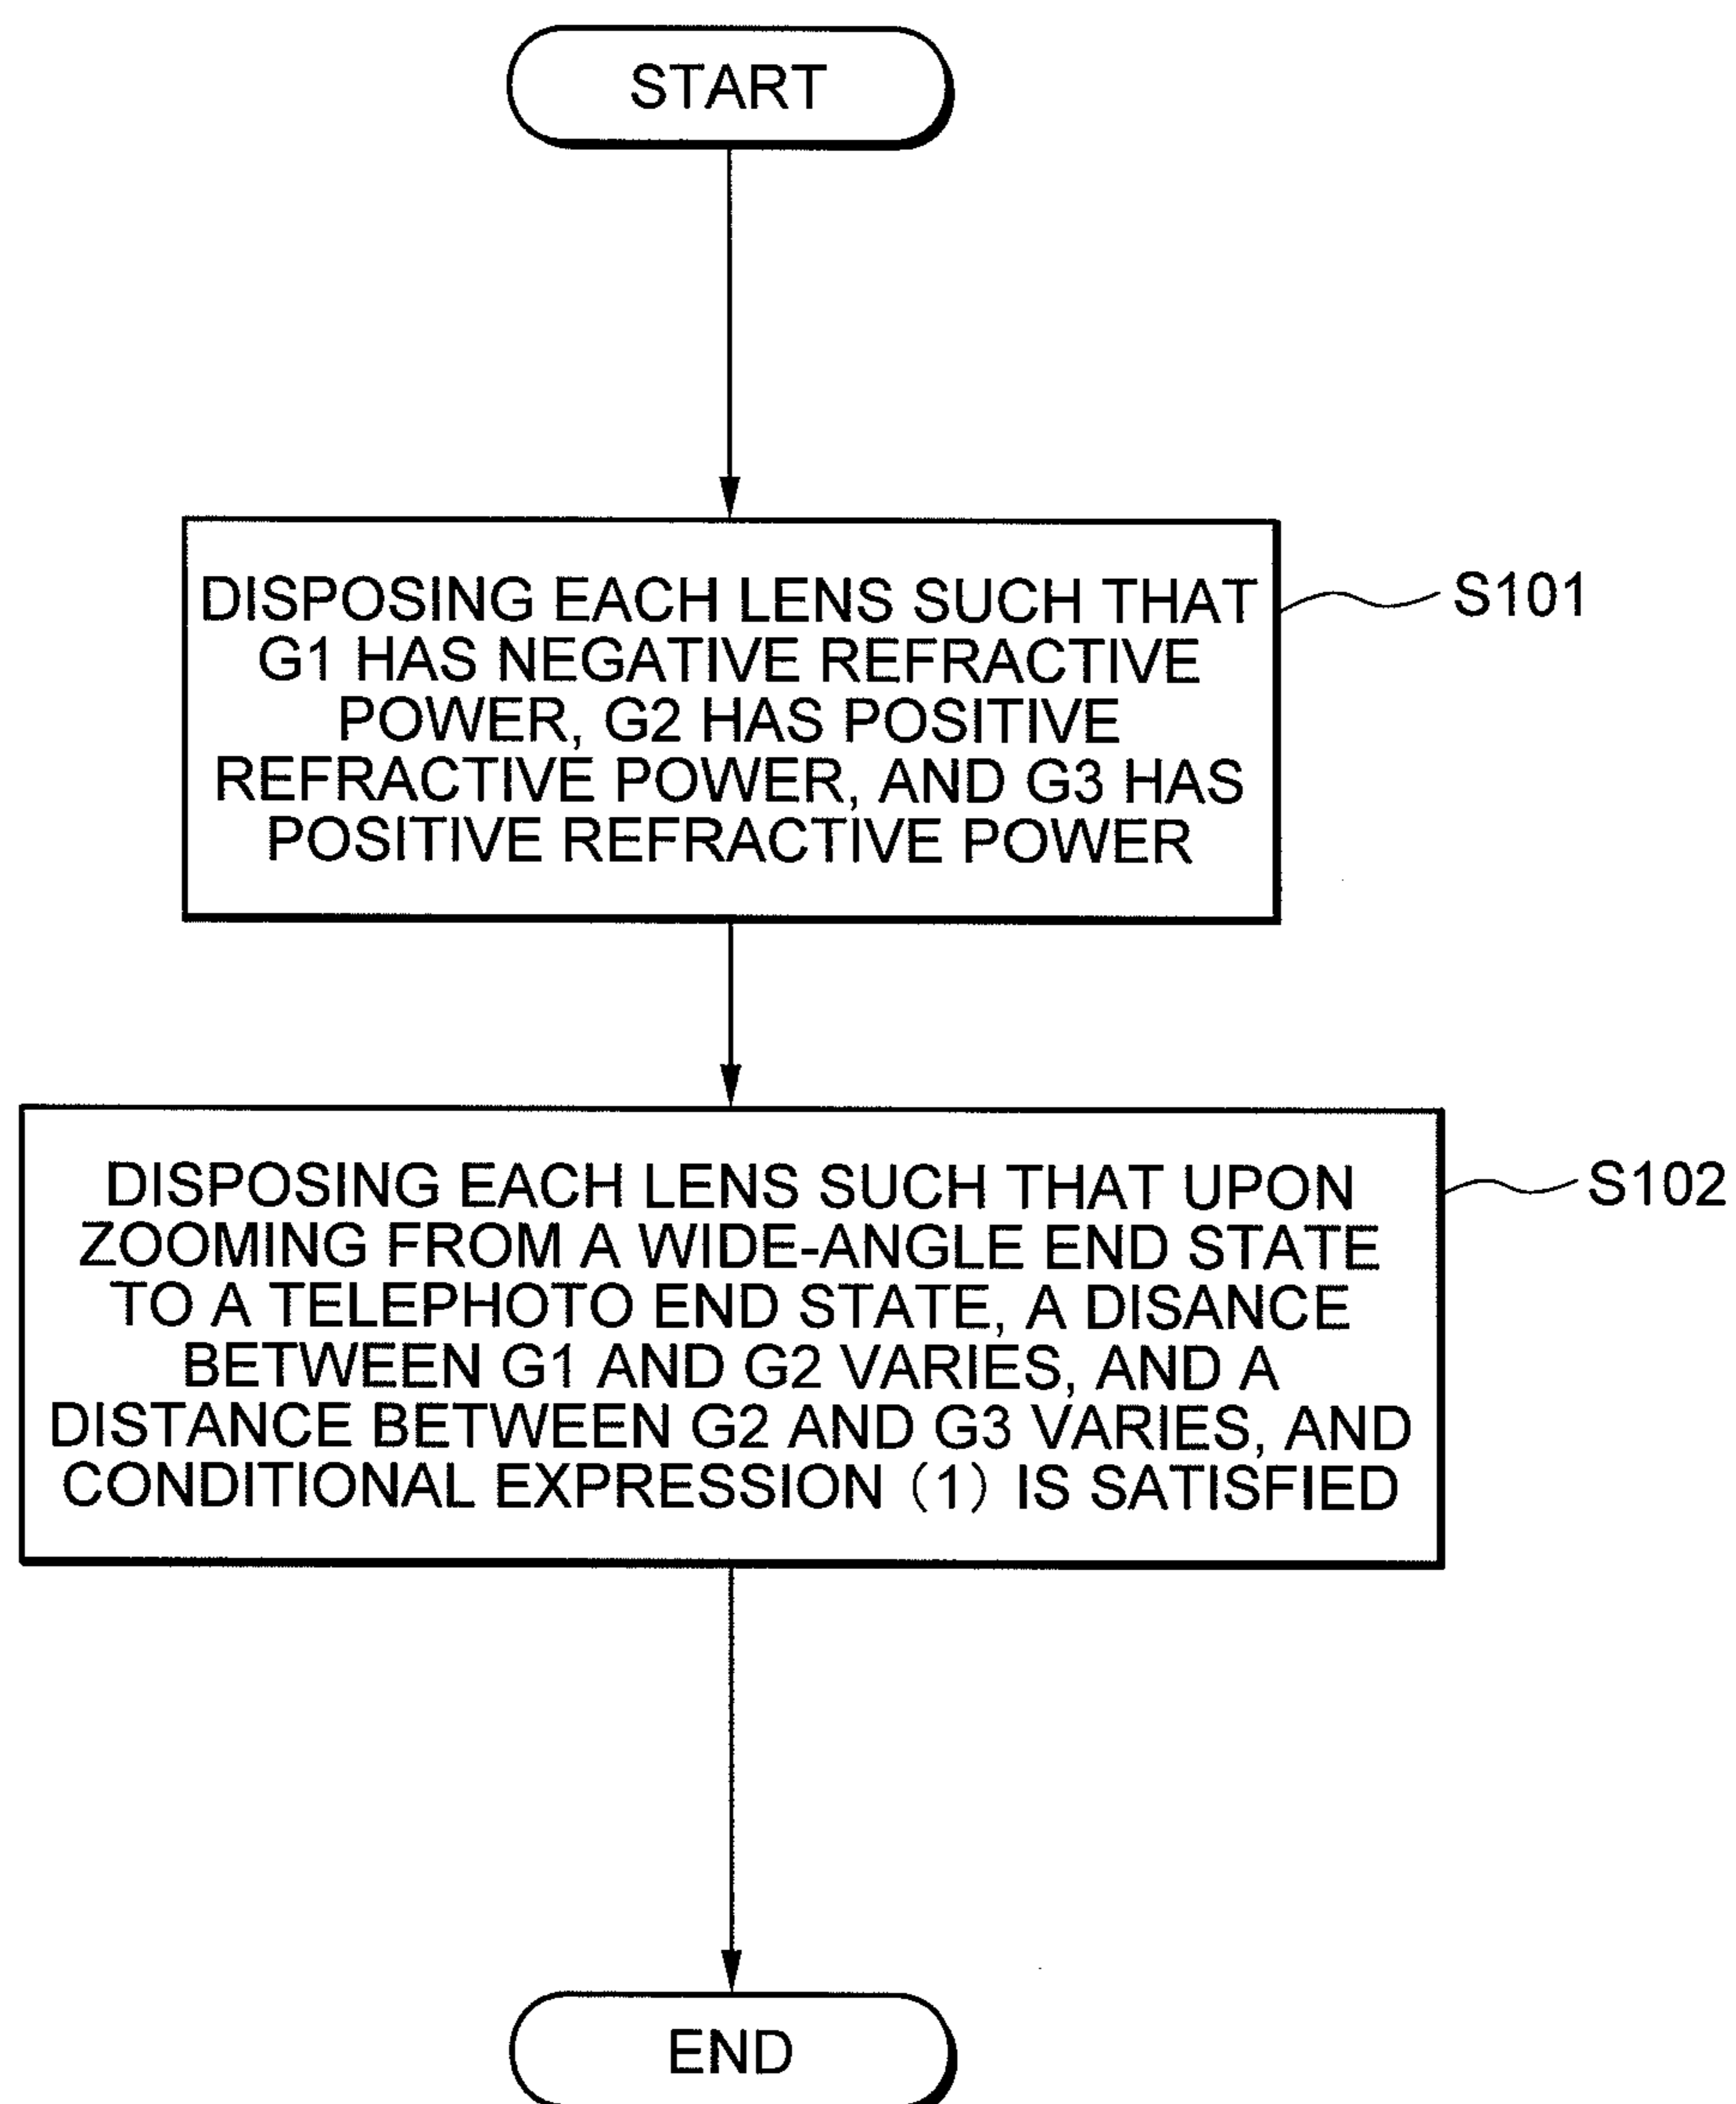 START
DISPOSING EACH LENS SUCH THAT
G1 HAS NEGATIVE REFRACTIVE
POWER, G2 HAS POSITIVE
REFRACTIVE POWER, AND G3 HAS
POSITIVE REFRACTIVE POWER
S101
DISPOSING EACH LENS SUCH THAT UPON
ZOOMING FROM A WIDE-ANGLE END STATE
TO A TELEPHOTO END STATE, A DISANCE
BETWEEN G1 AND G2 VARIES, AND A
DISTANCE BETWEEN G2 AND G3 VARIES, AND
CONDITIONAL EXPRESSION (1) IS SATISFIED
S102
END